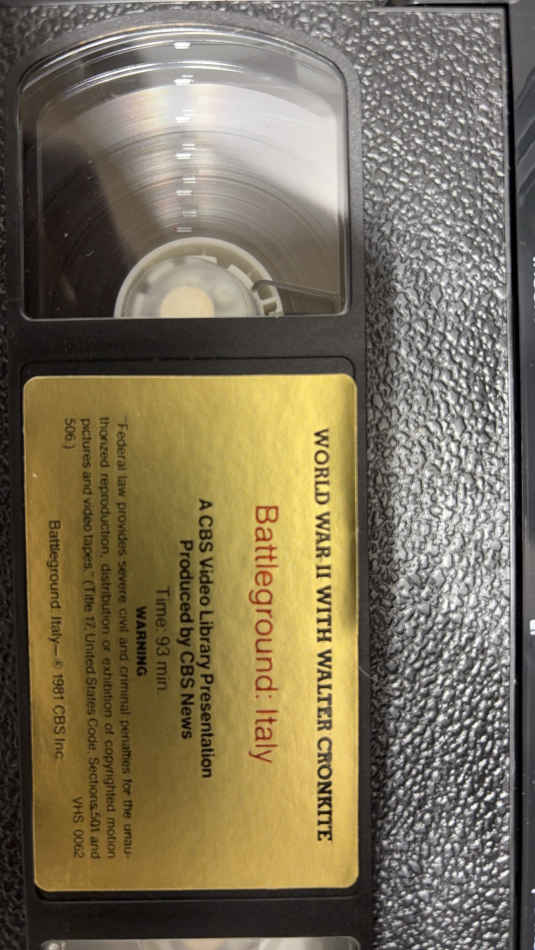 WORLD WAR II WITH WALTER CRONKITE
Battleground: Italy
A CBS Video Library Presentation
Produced by CBS News
Time: 93 min.
WARNING
"Federal law provides severe civil and criminal penalties for the unau-
thorized reproduction, distribution or exhibition of copyrighted motion
pictures and video tapes." (Title 17, United States Code, Sections 501 and
506.)
VHS 0062
Battleground: Italy—© 1981 CBS Inc.